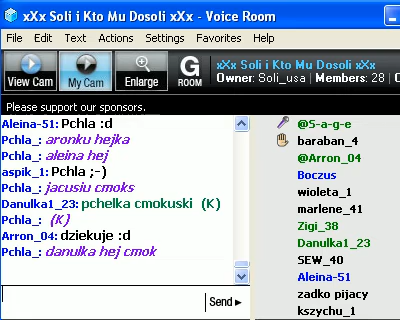 xXx Soli i Kto Mu Dosoli xXx - Voice Room
File Edit Text Actions Settings Favorites Help
View Cam
My Cam
Enlarge
G
ROOM
xXx Soli i Kto Mu Dosoli xXx
Owner: Soli_usa | Members: 28 |
Please support our sponsors.
Aleina-51: Pchla :d
Pchla_: aronku hejka
Pchla_: aleina hej
aspik_1: Pchla ;-)
Pchla_: jacusiu cmoks
Danulka1_23: pchelka cmokuski (K)
Pchla_: (K)
Arron_04: dziekuje :d
Pchla_: danulka hej cmok
Send
@S-a-g-e
baraban_4
@Arron_04
Boczus
wioleta_1
marlene_41
Zigi_38
Danulka1_23
SEW_40
Aleina-51
zadko pijacy
kszychu_1